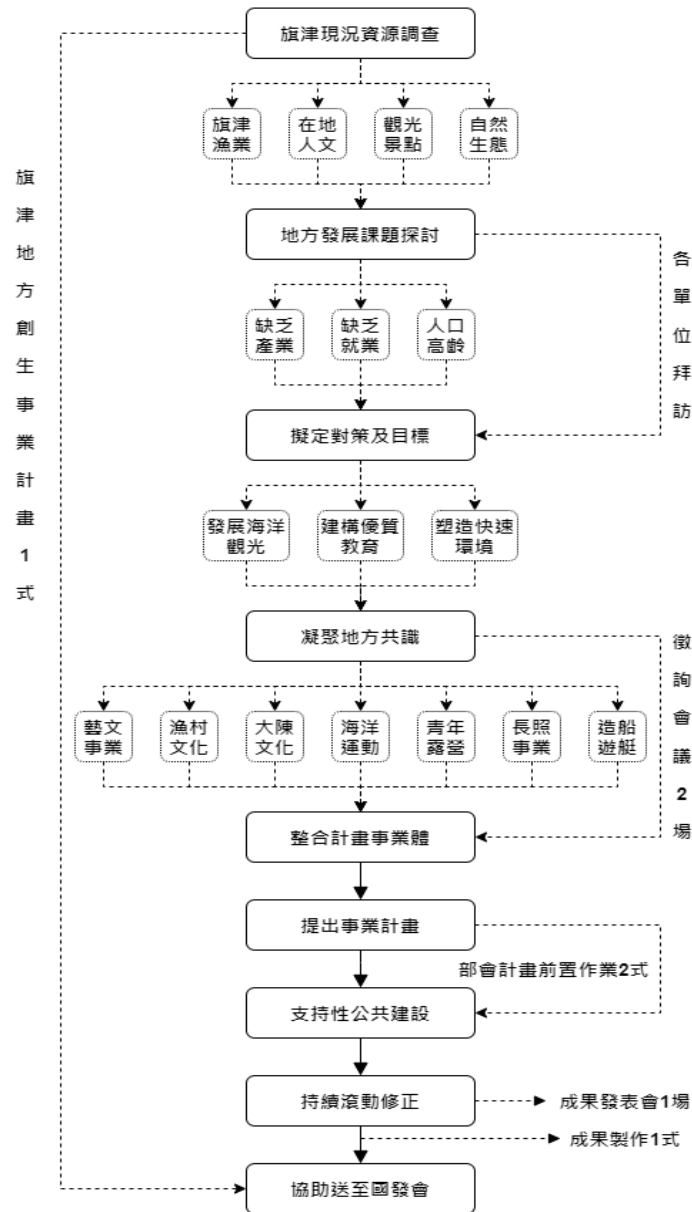 旗津現況資源調查
旗津
漁業
在地
人文
觀光
景點
自然
生態
地方發展課題探討
缺乏
產業
缺乏
就業
人口
高齡
擬定對策及目標
發展海洋
觀光
建構優質
教育
塑造快速
環境
凝聚地方共識
藝文
事業
漁村
文化
大陳
文化
海洋
運動
青年
露營
長照
事業
造船
遊艇
整合計畫事業體
提出事業計畫
部會計畫前置作業2式
支持性公共建設
持續滾動修正
成果發表會1場
成果製作1式
協助送至國發會
旗津地方創生事業計畫1式
各單位拜訪
徵詢會議2場